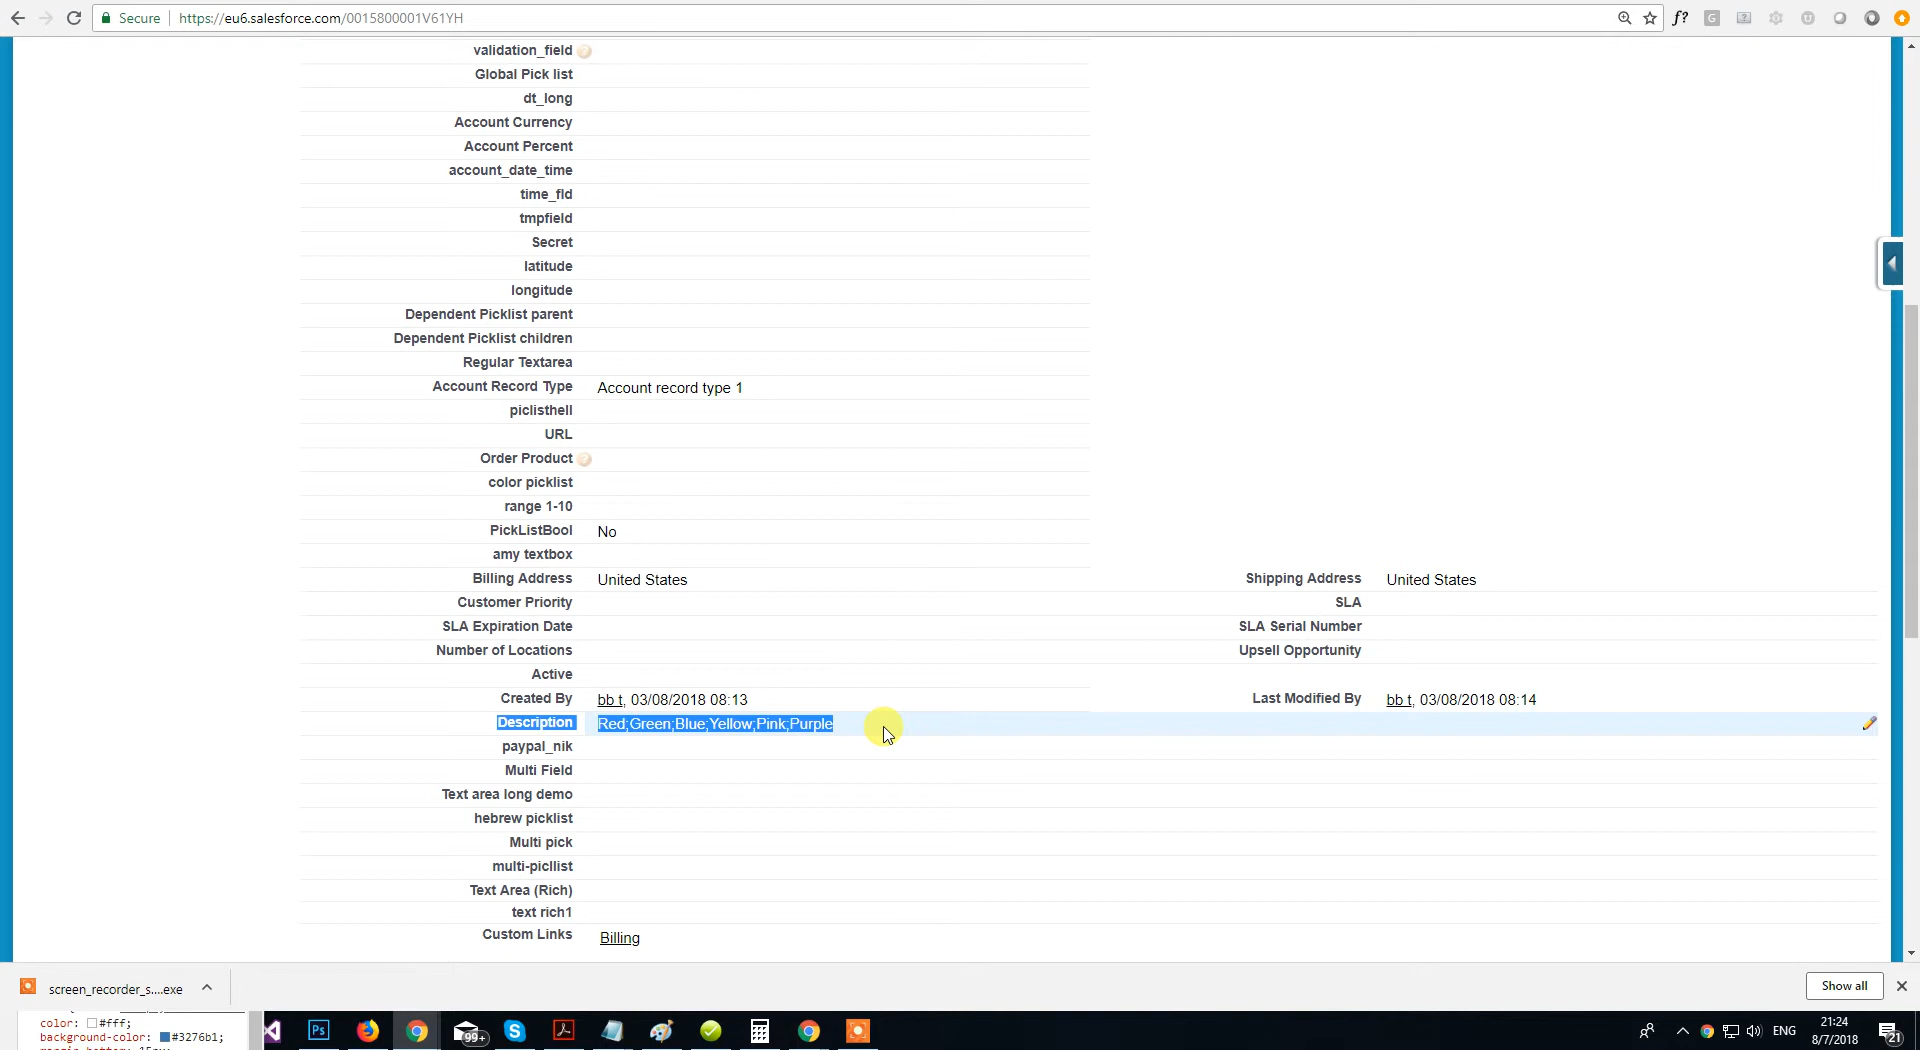 Secure | https://eu6.salesforce.com/0015800001V61YH
validation_field
Global Pick list
dt_long
Account Currency
Account Percent
account_date_time
time_fld
tmpfield
Secret
latitude
longitude
Dependent Picklist parent
Dependent Picklist children
Regular Textarea
Account Record Type Account record type 1
piclisthell
URL
Order Product
color picklist
range 1-10
PickListBool No
amy textbox
Billing Address United States Shipping Address United States
Customer Priority SLA
SLA Expiration Date SLA Serial Number
Number of Locations Upsell Opportunity
Active
Created By bb t, 03/08/2018 08:13 Last Modified By bb t, 03/08/2018 08:14
Description Red;Green;Blue;Yellow;Pink;Purple
paypal_nik
Multi Field
Text area long demo
hebrew picklist
Multi pick
multi-picllist
Text Area (Rich)
text rich1
Custom Links Billing
screen_recorder_s....exe Show all
color: #fff;
background-color: #3276b1;
99+
ENG
21:24
8/7/2018
21